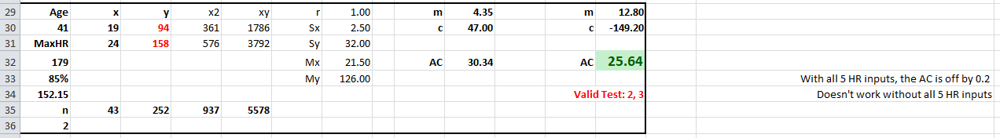 29 Age x y x2 xy r 1.00 m 4.35 m 12.80
30 41 19 94 361 1786 Sx 2.50 c 47.00 c -149.20
31 MaxHR 24 158 576 3792 Sy 32.00
32 179 Mx 21.50 AC 30.34 AC 25.64
33 85% My 126.00 With all 5 HR inputs, the AC is off by 0.2
34 152.15 Valid Test: 2, 3 Doesn't work without all 5 HR inputs
35 n 43 252 937 5578
36 2